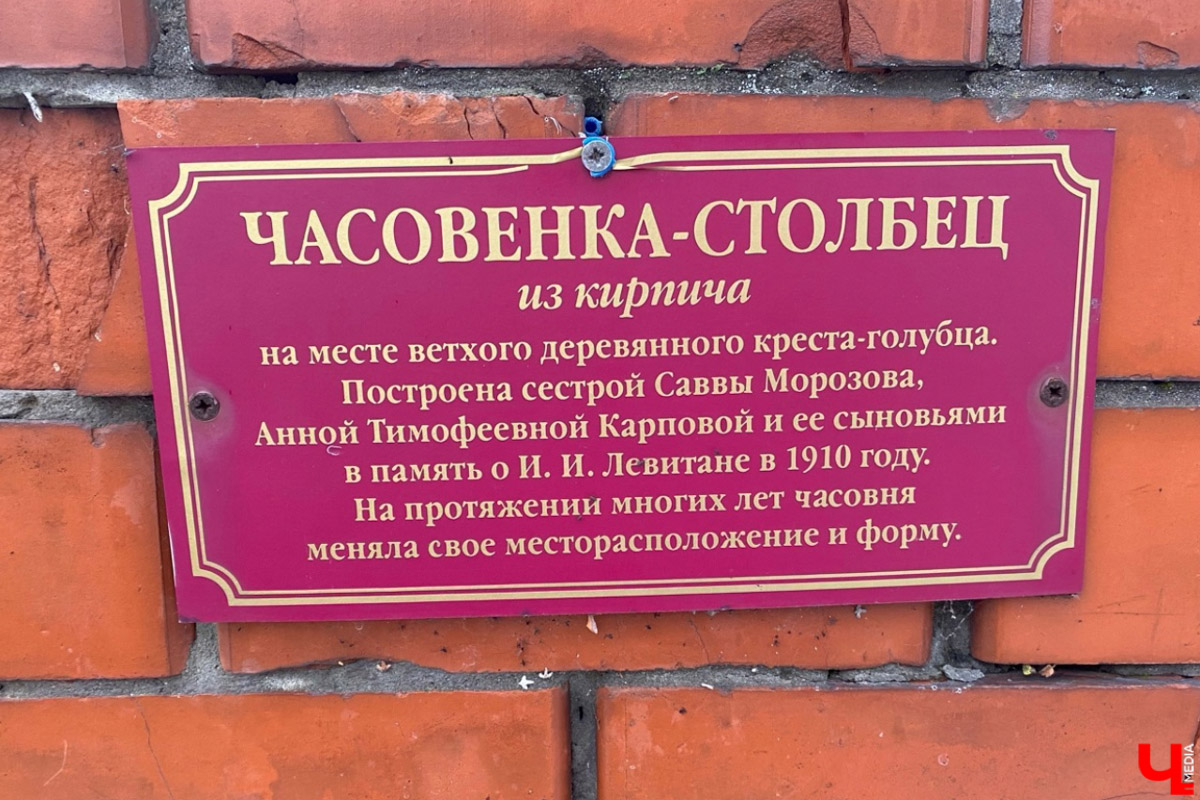 ЧАСОВЕНКА-СТОЛБЕЦ
из кирпича
на месте ветхого деревянного креста-голубца.
Построена сестрой Саввы Морозова,
Анной Тимофеевной Карповой и ее сыновьями
в память о И. И. Левитане в 1910 году.
На протяжении многих лет часовня
меняла свое месторасположение и форму.
Ч MEDIA